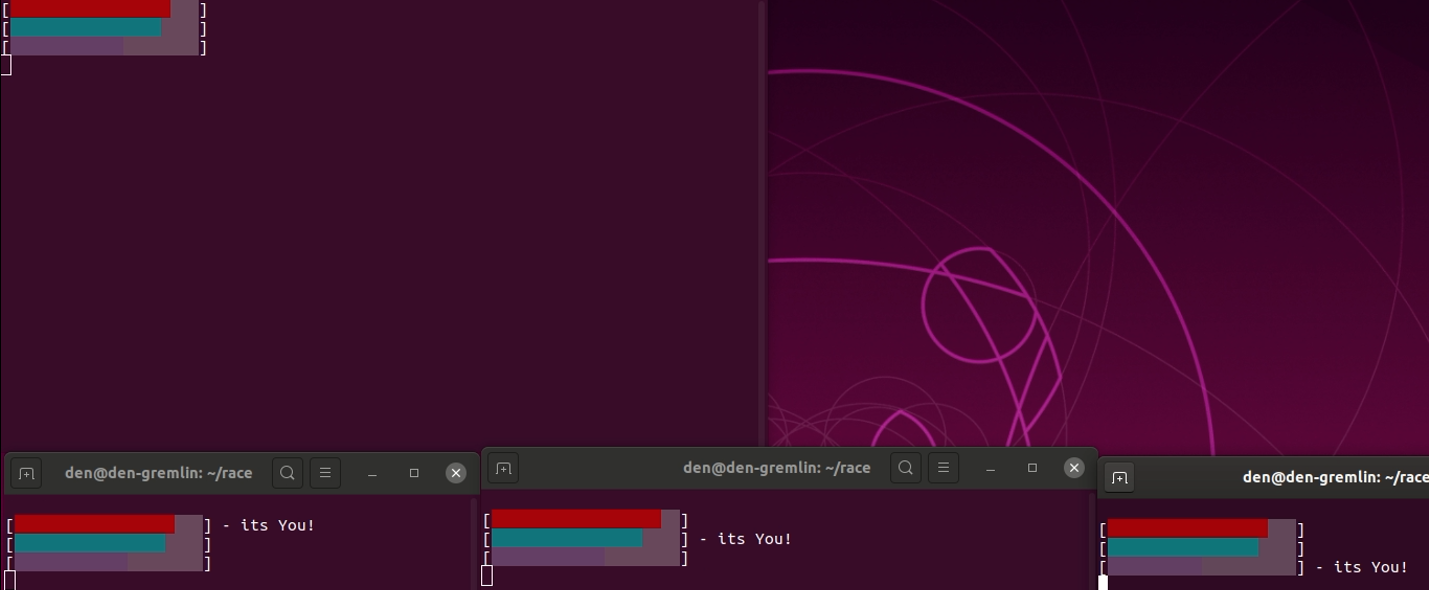 [ ]
[ ]
[ ]
den@den-gremlin: ~/race
[ ] - its You!
[ ]
[ ]
den@den-gremlin: ~/race
[ ]
[ ] - its You!
[ ]
den@den-gremlin: ~/race
[ ]
[ ]
[ ] - its You!